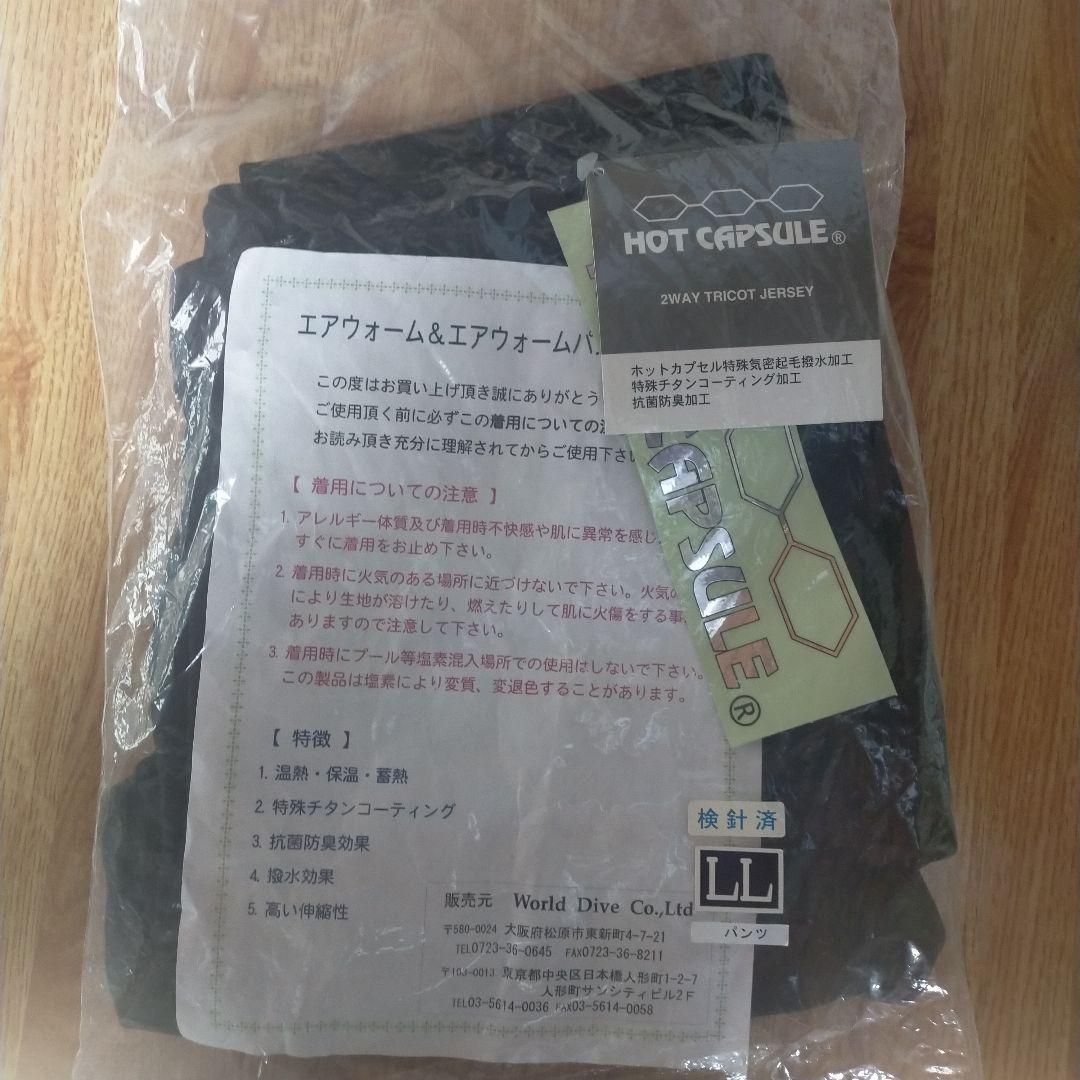 エアウォーム＆エアウォームパ
この度はお買い上げ頂き誠にありがとう
ご使用頂く前に必ずこの着用についての注
お読み頂き充分に理解されてからご使用下さい
【 着用についての注意 】
1. アレルギー体質及び着用時不快感や肌に異常を感じ
すぐに着用をお止め下さい。
2. 着用時に火気のある場所に近づけないで下さい。火気の
により生地が溶けたり、燃えたりして肌に火傷をする事
ありますので注意して下さい。
3. 着用時にプール等塩素混入場所での使用はしないで下さい。
この製品は塩素により変質、変退色することがあります。
【 特徴 】
1. 温熱・保温・蓄熱
2. 特殊チタンコーティング
3. 抗菌防臭効果
4. 撥水効果
5. 高い伸縮性
販売元 World Dive Co.,Ltd
〒580-0024 大阪府松原市東新町4-7-21
TEL0723-36-0645 FAX0723-36-8211
〒103-0013 東京都中央区日本橋人形町1-2-7
人形町サンシティビル2F
TEL03-5614-0036 FAX03-5614-0058
HOT CAPSULE®
2WAY TRICOT JERSEY
ホットカプセル特殊気密起毛撥水加工
特殊チタンコーティング加工
抗菌防臭加工
CAPSULE®
検針済
LL
パンツ